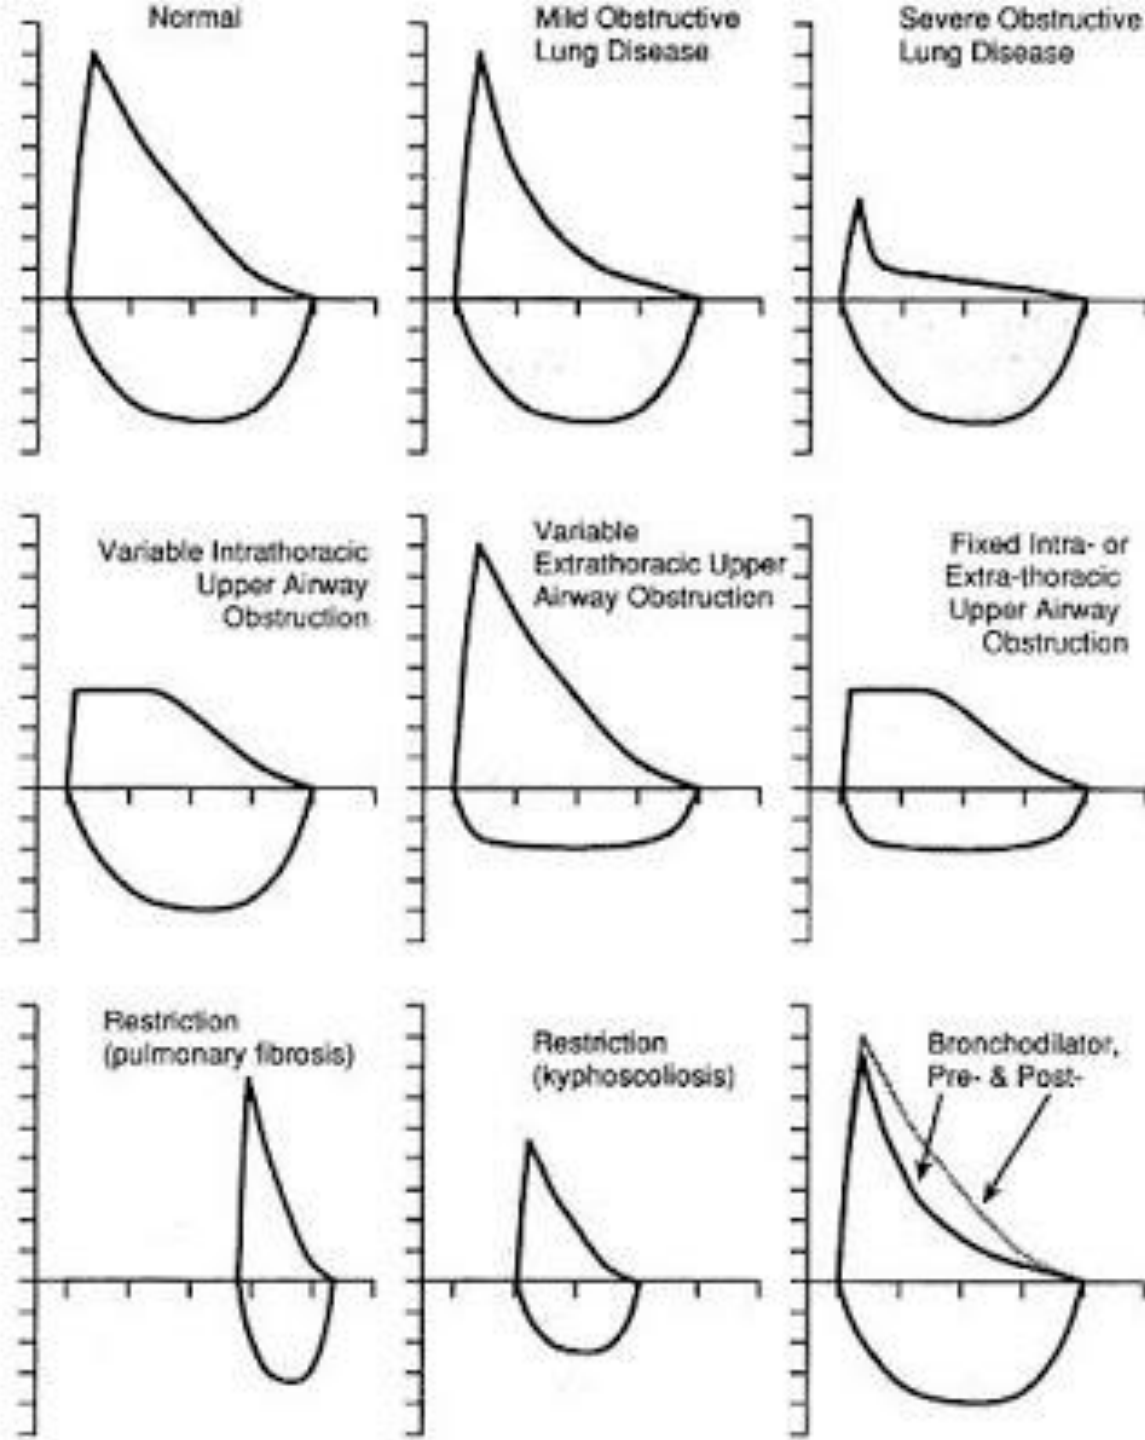 Normal
Mild Obstructive
Lung Disease
Severe Obstructive
Lung Disease
Variable Intrathoracic
Upper Airway
Obstruction
Variable
Extrathoracic Upper
Airway Obstruction
Fixed Intra- or
Extra-thoracic
Upper Airway
Obstruction
Restriction
(pulmonary fibrosis)
Restriction
(kyphoscoliosis)
Bronchodilator,
Pre- & Post-